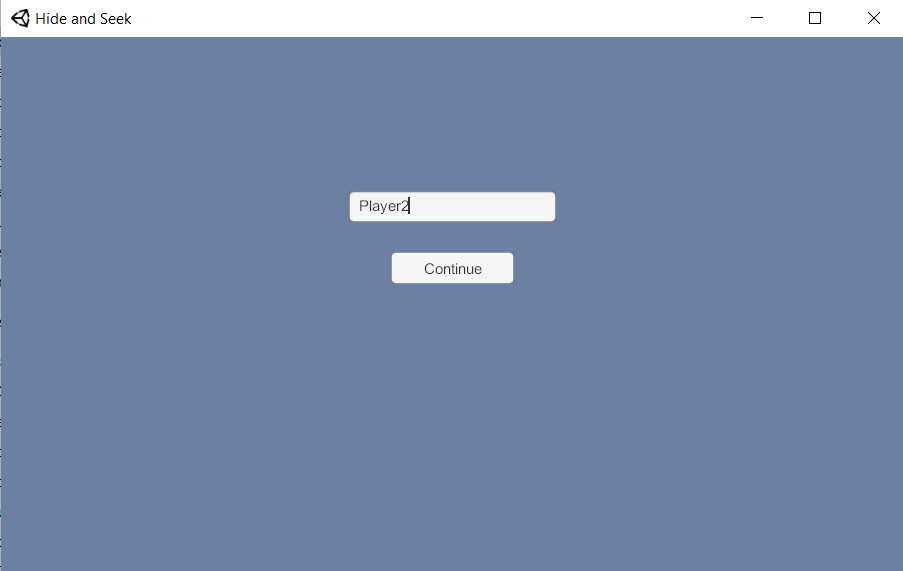 Hide and Seek
Player2
Continue